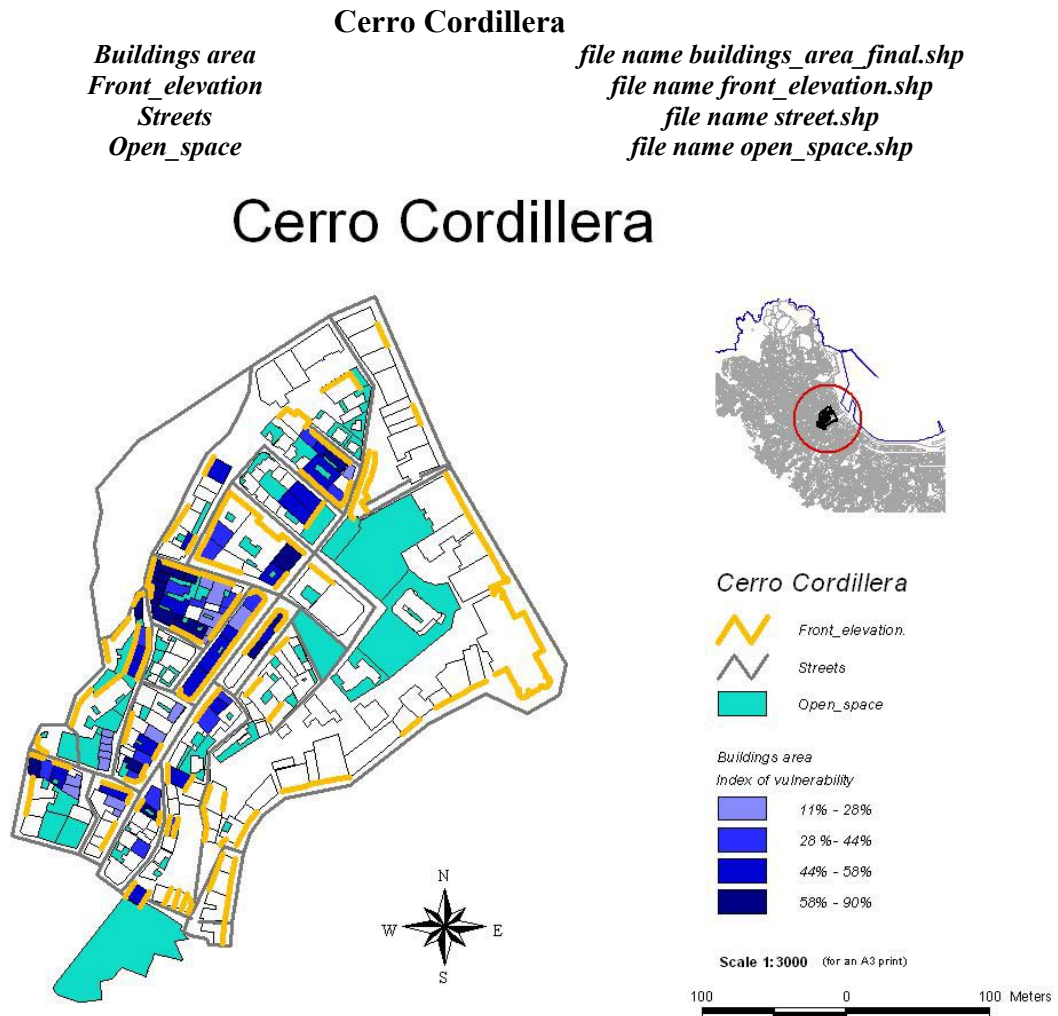 Cerro Cordillera
Buildings area file name buildings_area_final.shp
Front_elevation file name front_elevation.shp
Streets file name street.shp
Open_space file name open_space.shp
Cerro Cordillera
Cerro Cordillera
Front_elevation.
Streets
Open_space
Buildings area
Index of vulnerability
11% - 28%
28 %- 44%
44% - 58%
58% - 90%
N
W E
S
Scale 1:3000 (for an A3 print)
100 0 100 Meters